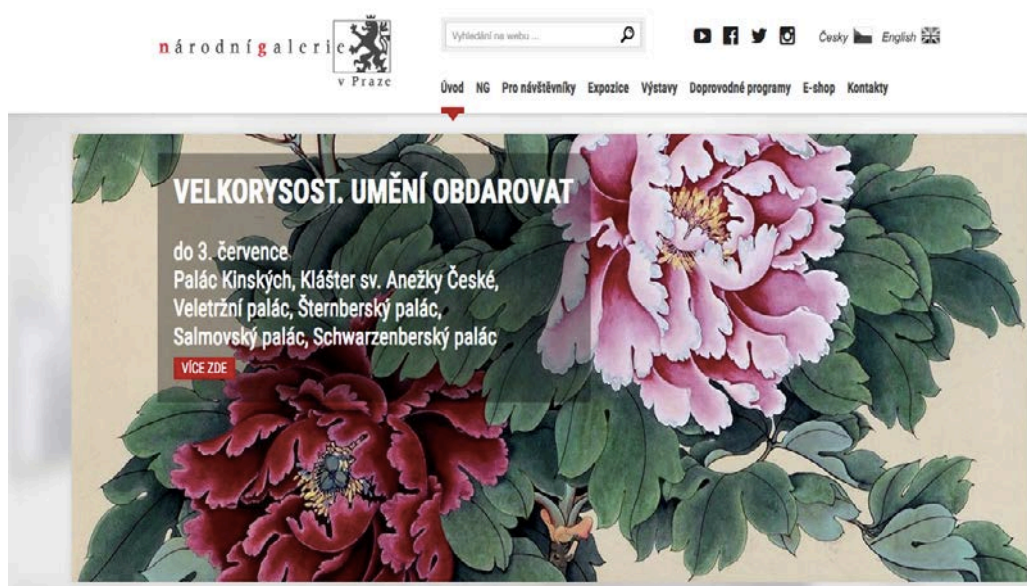 národnígalerie
v Praze
Vyhledání na webu ...
Česky English
Úvod NG Pro návštěvníky Expozice Výstavy Doprovodné programy E-shop Kontakty
VELKORYSOST. UMĚNÍ OBDAROVAT
do 3. července
Palác Kinských, Klášter sv. Anežky České,
Veletržní palác, Šternberský palác,
Salmovský palác, Schwarzenberský palác
VÍCE ZDE